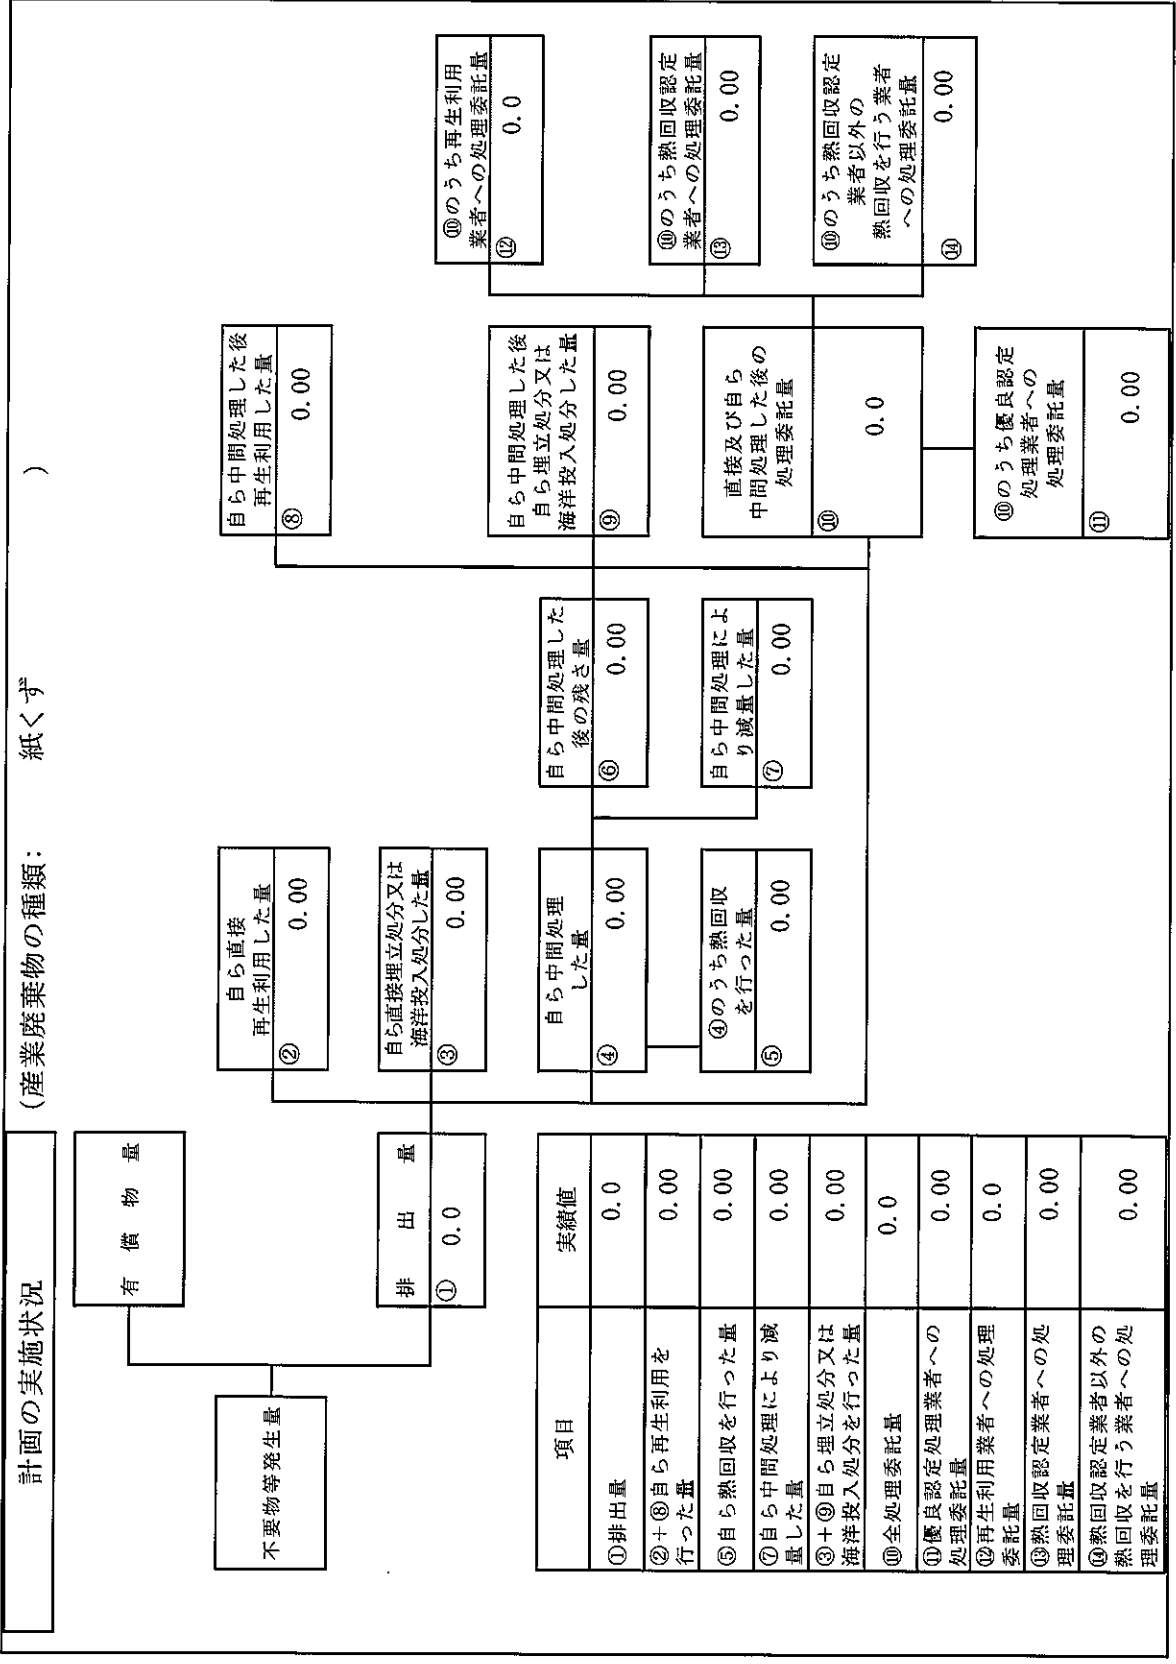 計画の実施状況
(産業廃棄物の種類: 紙くず )
不要物等発生量
有償物量
排出量
① 0.0
自ら直接
再生利用した量
② 0.00
自ら直接埋立処分又は
海洋投入処分した量
③ 0.00
自ら中間処理
した量
④ 0.00
④のうち熱回収
を行った量
⑤ 0.00
自ら中間処理した
後の残さ量
⑥ 0.00
自ら中間処理によ
り減量した量
⑦ 0.00
自ら中間処理した後
再生利用した量
⑧ 0.00
自ら中間処理した後
自ら埋立処分又は
海洋投入処分した量
⑨ 0.00
直接及び自ら
中間処理した後の
処理委託量
⑩ 0.0
⑩のうち優良認定
処理業者への
処理委託量
⑪ 0.00
⑩のうち再生利用
業者への処理委託量
⑫ 0.0
⑩のうち熱回収認定
業者への処理委託量
⑬ 0.00
⑩のうち熱回収認定
業者以外の
熱回収を行う業者
への処理委託量
⑭ 0.00
項目 実績値
①排出量 0.0
②+⑧自ら再生利用を
行った量 0.00
⑤自ら熱回収を行った量 0.00
⑦自ら中間処理により減
量した量 0.00
③+⑨自ら埋立処分又は
海洋投入処分を行った量 0.00
⑩全処理委託量 0.0
⑪優良認定処理業者への
処理委託量 0.00
⑫再生利用業者への処理
委託量 0.0
⑬熱回収認定業者への処
理委託量 0.00
⑭熱回収認定業者以外の
熱回収を行う業者への処
理委託量 0.00